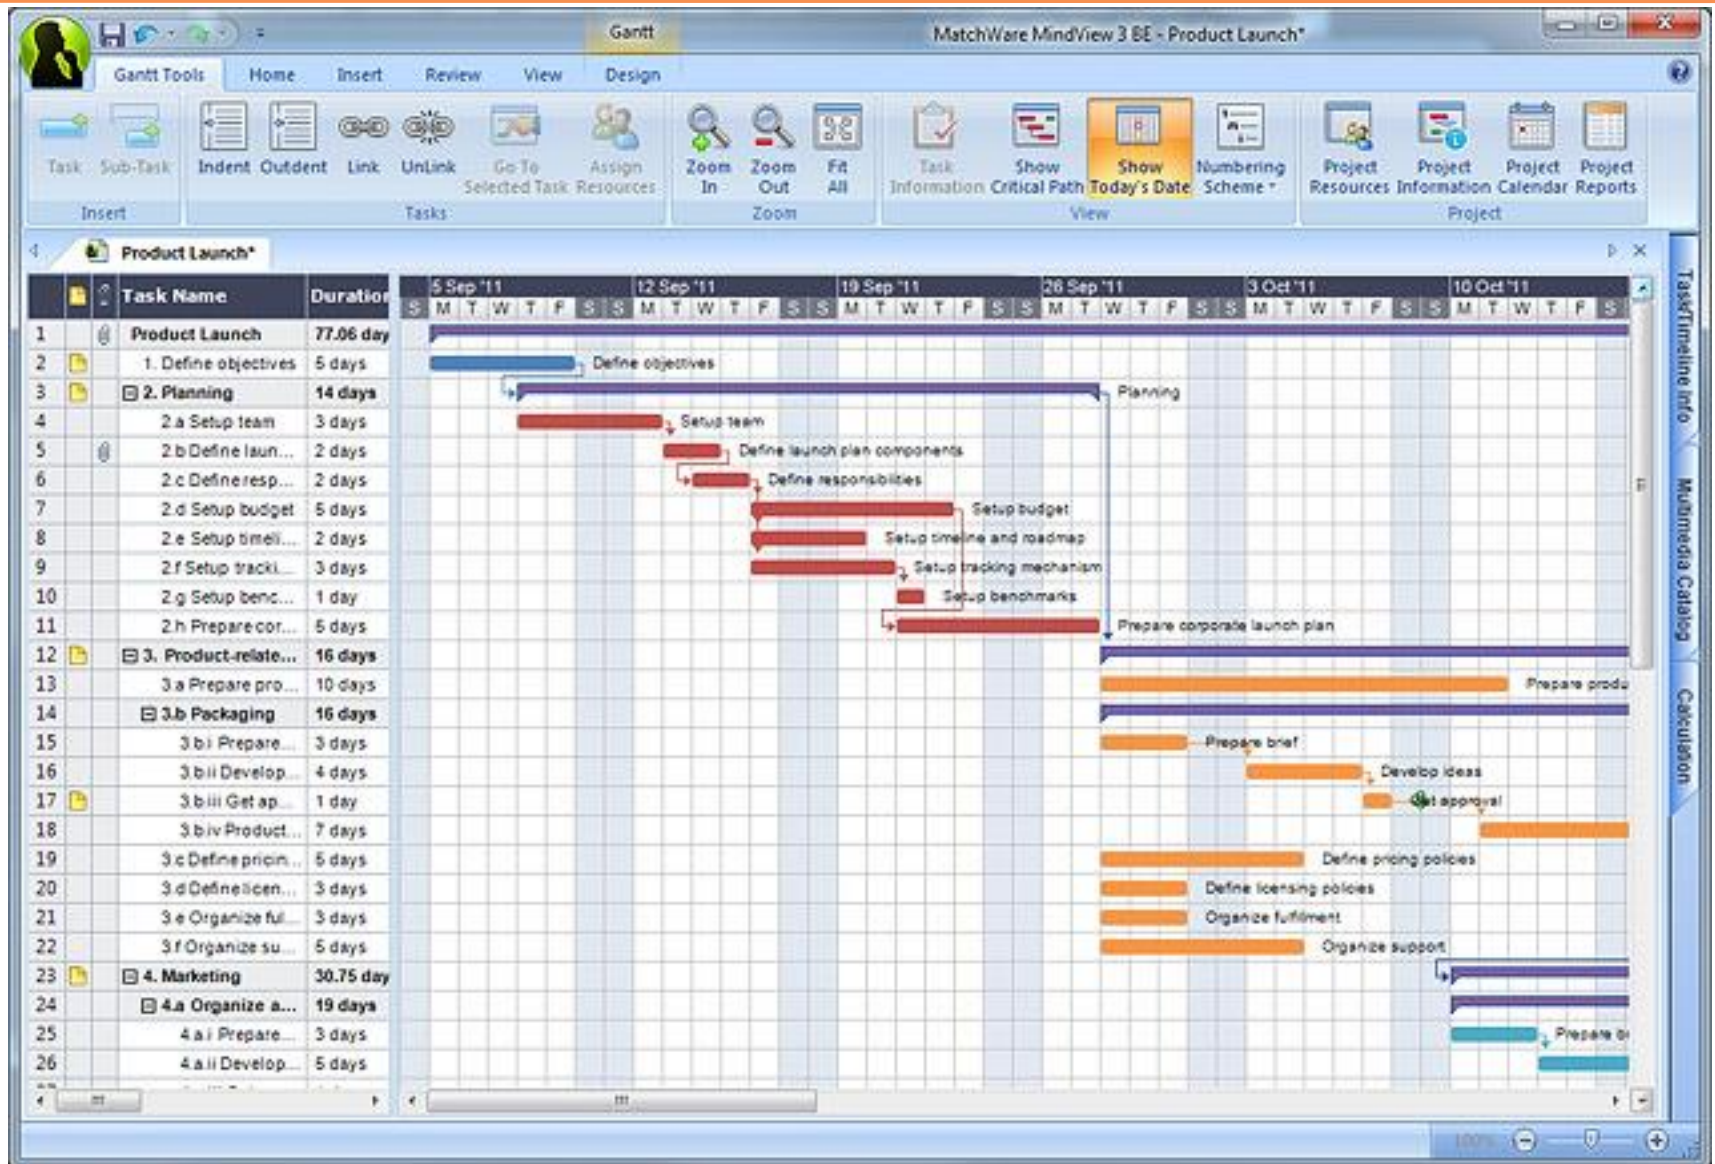 Gantt
MatchWare MindView 3 BE - Product Launch*
Gantt Tools Home Insert Review View Design
Task Sub-Task Indent Outdent Link UnLink Go To Selected Task Assign Resources Zoom In Zoom Out Fit All Task Information Show Critical Path Show Today's Date Numbering Scheme Project Resources Project Information Project Calendar Project Reports
Insert Tasks Zoom View Project
Product Launch*
Task Name Duration
5 Sep '11 12 Sep '11 19 Sep '11 26 Sep '11 3 Oct '11 10 Oct '11
S M T W T F S S M T W T F S S M T W T F S S M T W T F S S M T W T F S S M T W T F S
1 Product Launch 77.06 day
2 1. Define objectives 5 days Define objectives
3 2. Planning 14 days Planning
4 2.a Setup team 3 days Setup team
5 2.b Define laun... 2 days Define launch plan components
6 2.c Define resp... 2 days Define responsibilities
7 2.d Setup budget 5 days Setup budget
8 2.e Setup timeli... 2 days Setup timeline and roadmap
9 2.f Setup tracki... 3 days Setup tracking mechanism
10 2.g Setup benc... 1 day Setup benchmarks
11 2.h Prepare cor... 5 days Prepare corporate launch plan
12 3. Product-relate... 16 days
13 3.a Prepare pro... 10 days Prepare produ
14 3.b Packaging 16 days
15 3.b.i Prepare... 3 days Prepare brief
16 3.b.ii Develop... 4 days Develop ideas
17 3.b.iii Get ap... 1 day Get approval
18 3.b.iv Product... 7 days
19 3.c Define pricin... 5 days Define pricing policies
20 3.d Define licen... 3 days Define licensing policies
21 3.e Organize ful... 3 days Organize fulfilment
22 3.f Organize su... 5 days Organize support
23 4. Marketing 30.75 day
24 4.a Organize a... 19 days
25 4.a.i Prepare... 3 days Prepare
26 4.a.ii Develop... 5 days
Task/Timeline Info
Multimedia Catalog
Calculation
100%